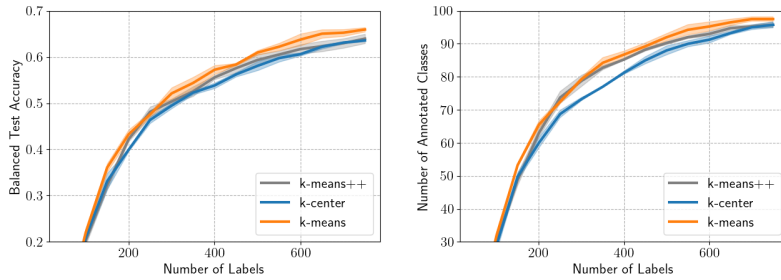 0.7
0.6
0.5
0.4
0.3
0.2
Balanced Test Accuracy
k-means++
k-center
k-means
200
400
600
Number of Labels
100
90
80
70
60
50
40
30
Number of Annotated Classes
k-means++
k-center
k-means
200
400
600
Number of Labels